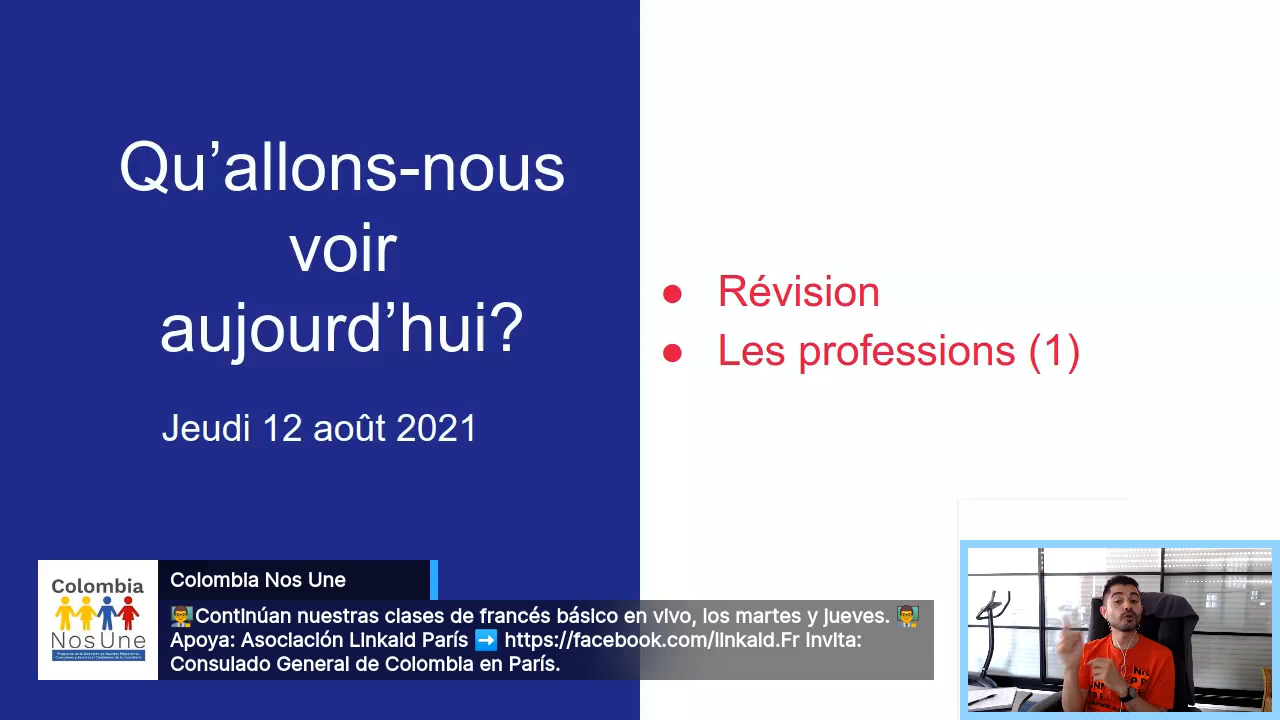 Qu’allons-nous
voir
aujourd’hui?
Jeudi 12 août 2021
● Révision
● Les professions (1)
Colombia
Nos Une
Colombia Nos Une
👨‍🏫Continúan nuestras clases de francés básico en vivo, los martes y jueves. 👨‍🏫
Apoya: Asociación Linkaid París ➡️ https://facebook.com/linkaid.Fr Invita:
Consulado General de Colombia en París.